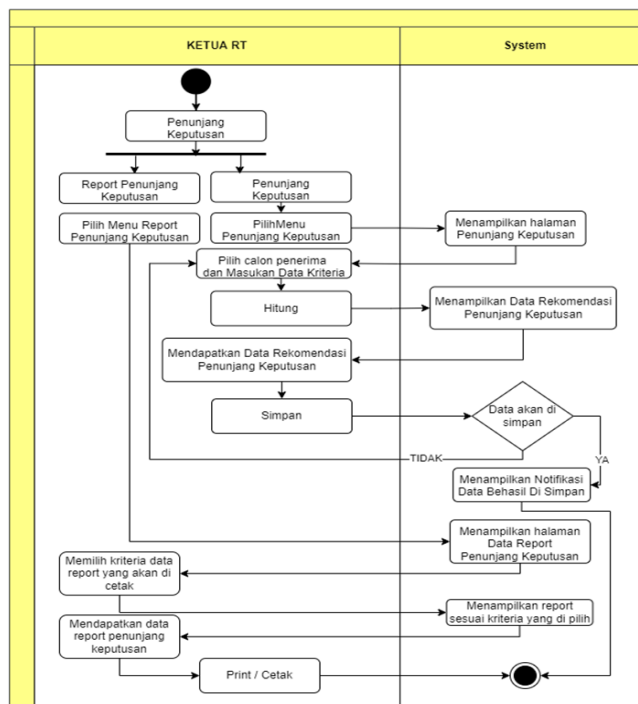 KETUA RT
System
Penunjang
Keputusan
Report Penunjang
Keputusan
Penunjang
Keputusan
Pilih Menu Report
Penunjang Keputusan
PilihMenu
Penunjang Keputusan
Menampilkan halaman
Penunjang Keputusan
Pilih calon penerima
dan Masukan Data Kriteria
Hitung
Menampilkan Data Rekomendasi
Penunjang Keputusan
Mendapatkan Data Rekomendasi
Penunjang Keputusan
Simpan
Data akan di
simpan
TIDAK
YA
Menampilkan Notifikasi
Data Behasil Di Simpan
Menampilkan halaman
Data Report
Penunjang Keputusan
Memilih kriteria data
report yang akan di
cetak
Menampilkan report
sesuai kriteria yang di pilih
Mendapatkan data
report penunjang
keputusan
Print / Cetak